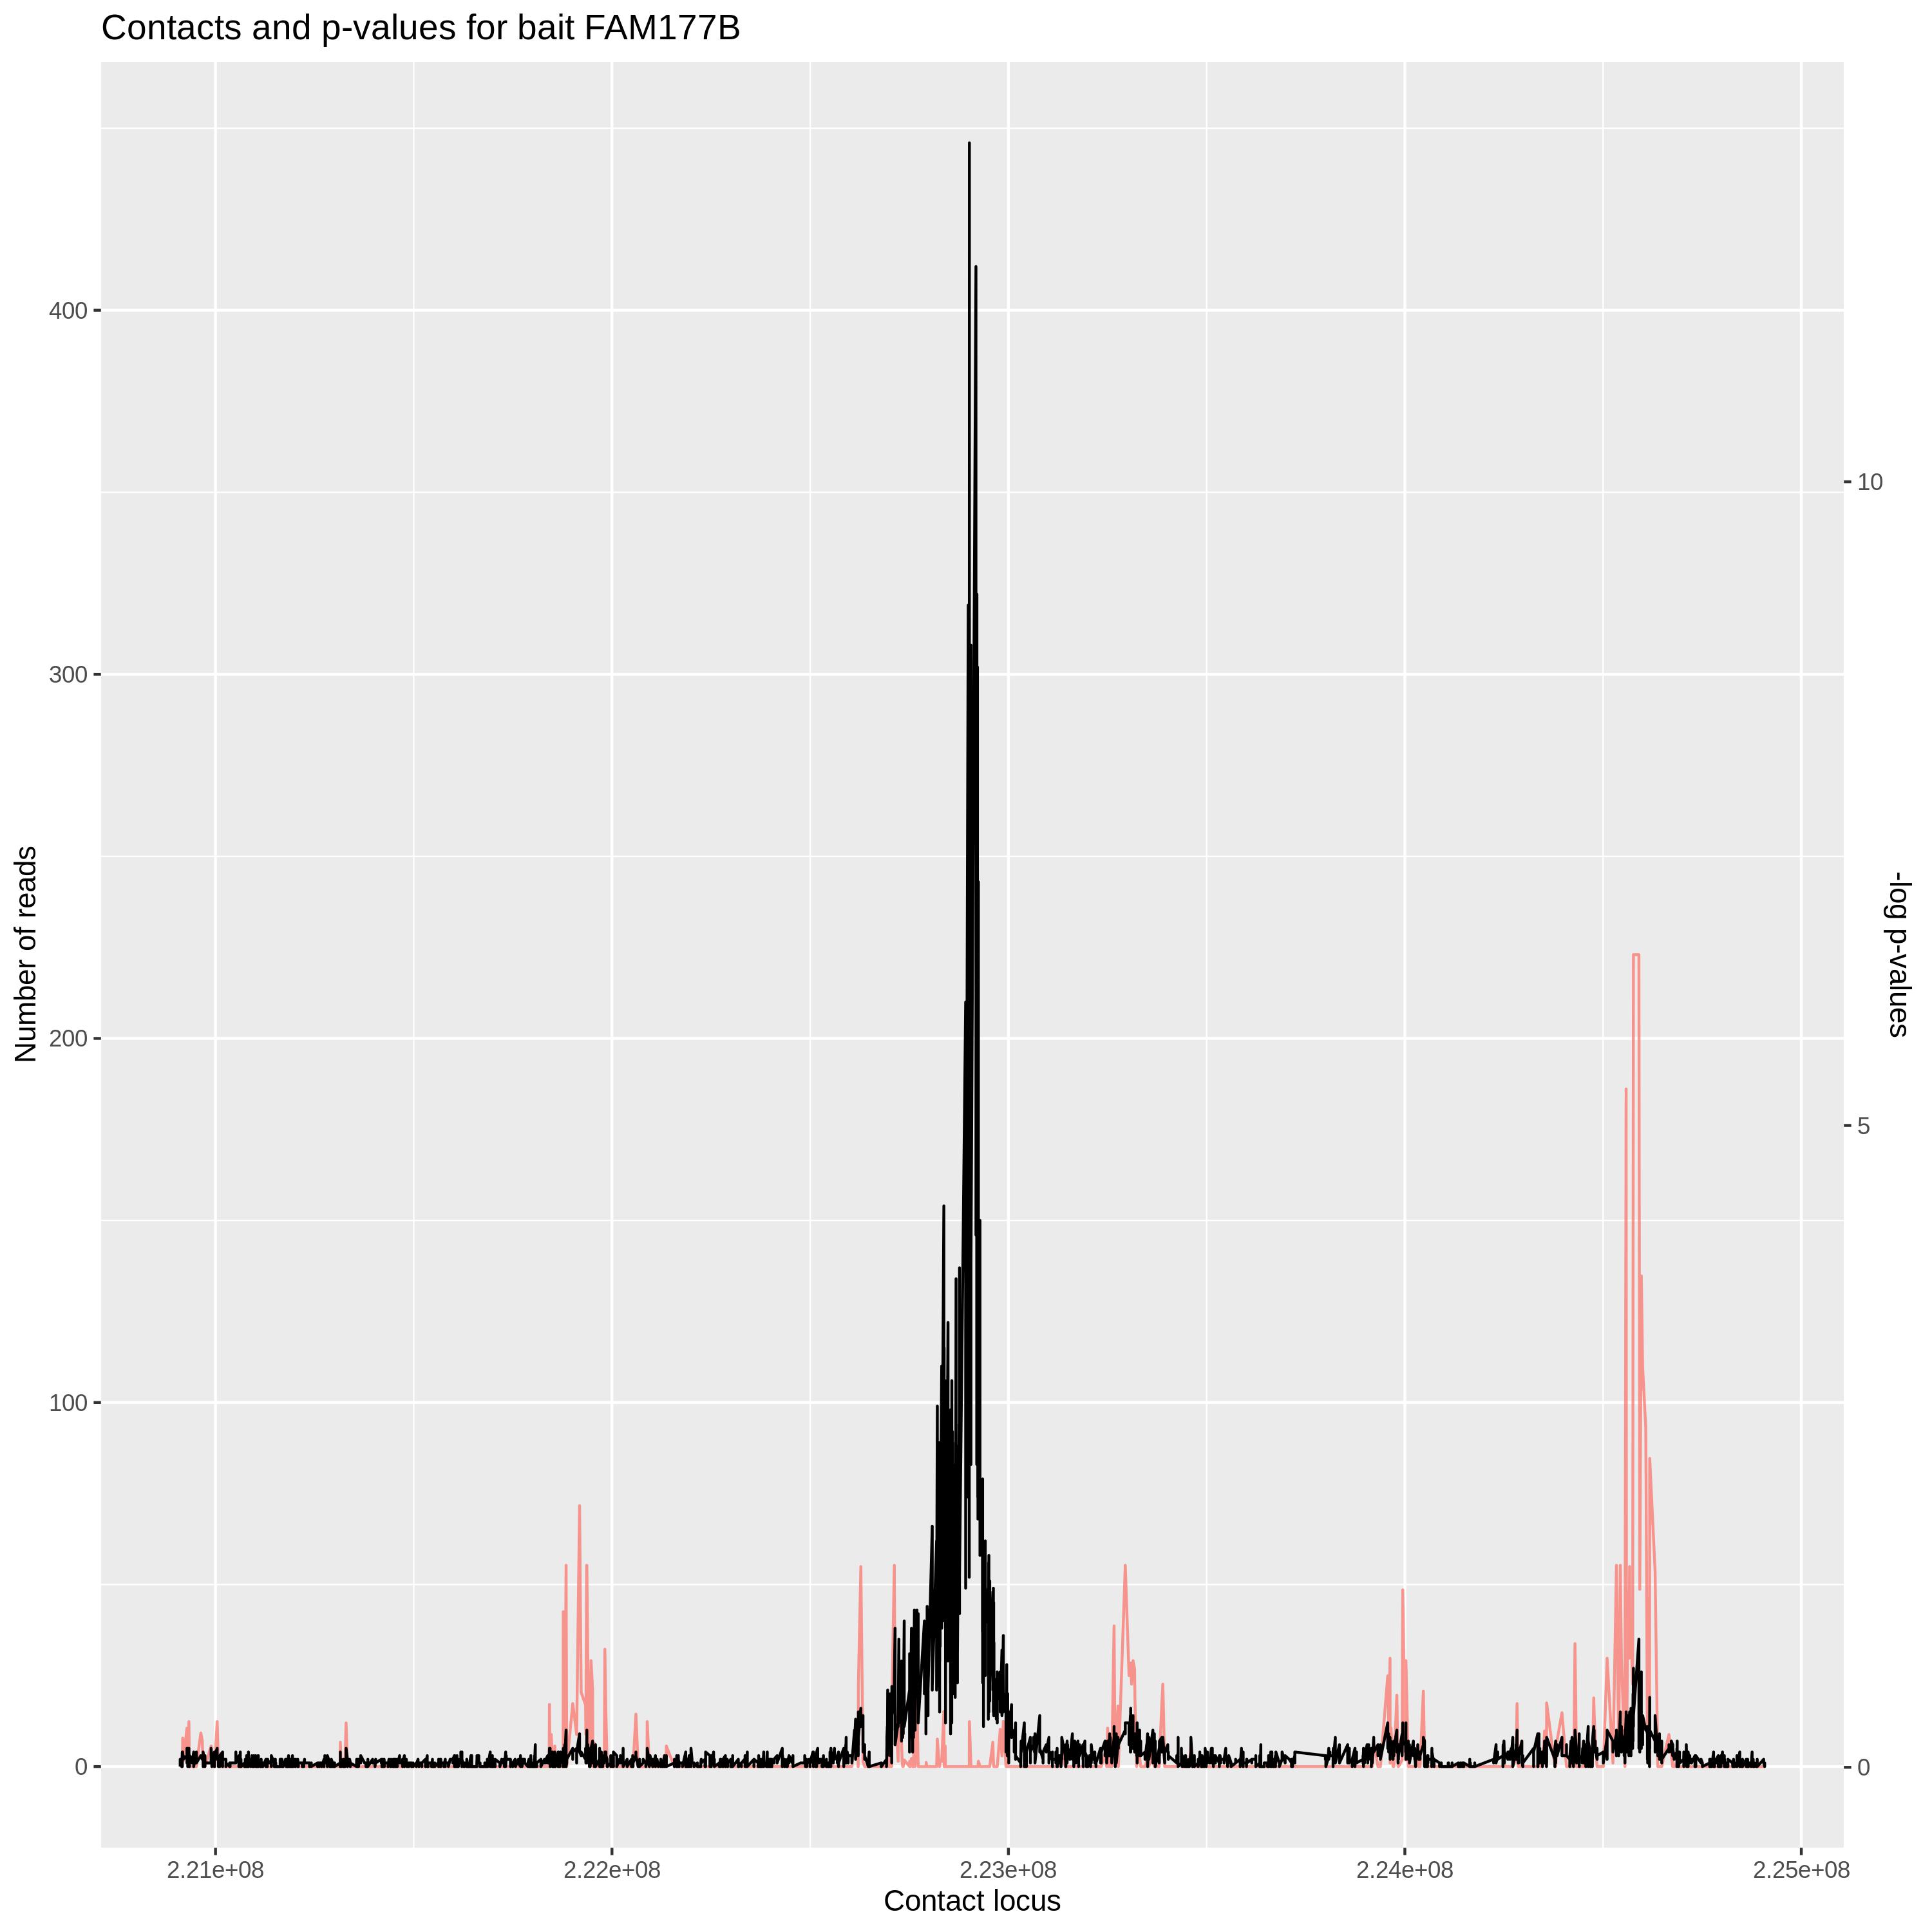 Contacts and p-values for bait FAM177B
400
300
200
100
0
Number of reads
10
5
0
-log p-values
2.21e+08 2.22e+08 2.23e+08 2.24e+08 2.25e+08
Contact locus